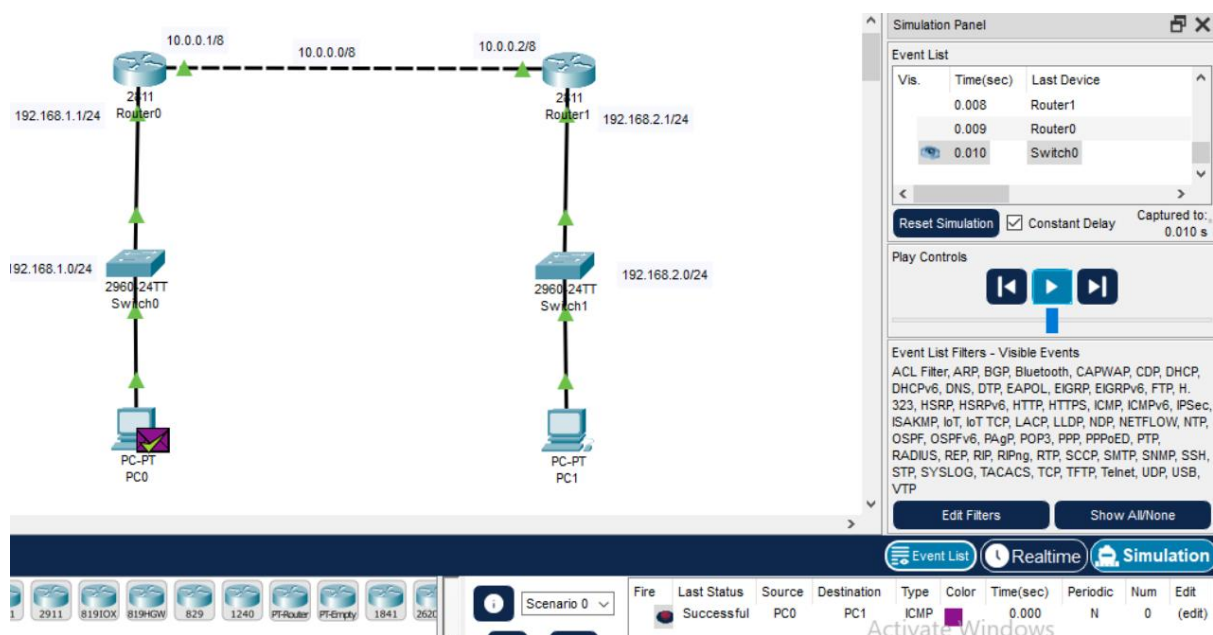 10.0.0.1/8
10.0.0.0/8
10.0.0.2/8
2811
Router0
192.168.1.1/24
2811
Router1
192.168.2.1/24
192.168.1.0/24
2960-24TT
Switch0
2960-24TT
Switch1
192.168.2.0/24
PC-PT
PC0
PC-PT
PC1
Simulation Panel
Event List
Vis. Time(sec) Last Device
0.008 Router1
0.009 Router0
0.010 Switch0
Reset Simulation Constant Delay Captured to:
0.010 s
Play Controls
Event List Filters - Visible Events
ACL Filter, ARP, BGP, Bluetooth, CAPWAP, CDP, DHCP,
DHCPv6, DNS, DTP, EAPOL, EIGRP, EIGRPv6, FTP, H.
323, HSRP, HSRPv6, HTTP, HTTPS, ICMP, ICMPv6, IPSec,
ISAKMP, IoT, IoT TCP, LACP, LLDP, NDP, NETFLOW, NTP,
OSPF, OSPFv6, PAgP, POP3, PPP, PPPoED, PTP,
RADIUS, REP, RIP, RIPng, RTP, SCCP, SMTP, SNMP, SSH,
STP, SYSLOG, TACACS, TCP, TFTP, Telnet, UDP, USB,
VTP
Edit Filters Show All/None
Event List Realtime Simulation
2911 819IOX 819HGW 829 1240 PT-Router PT-Empty 1841
Scenario 0
Fire Last Status Source Destination Type Color Time(sec) Periodic Num Edit
Successful PC0 PC1 ICMP 0.000 N 0 (edit)
Activate Windows